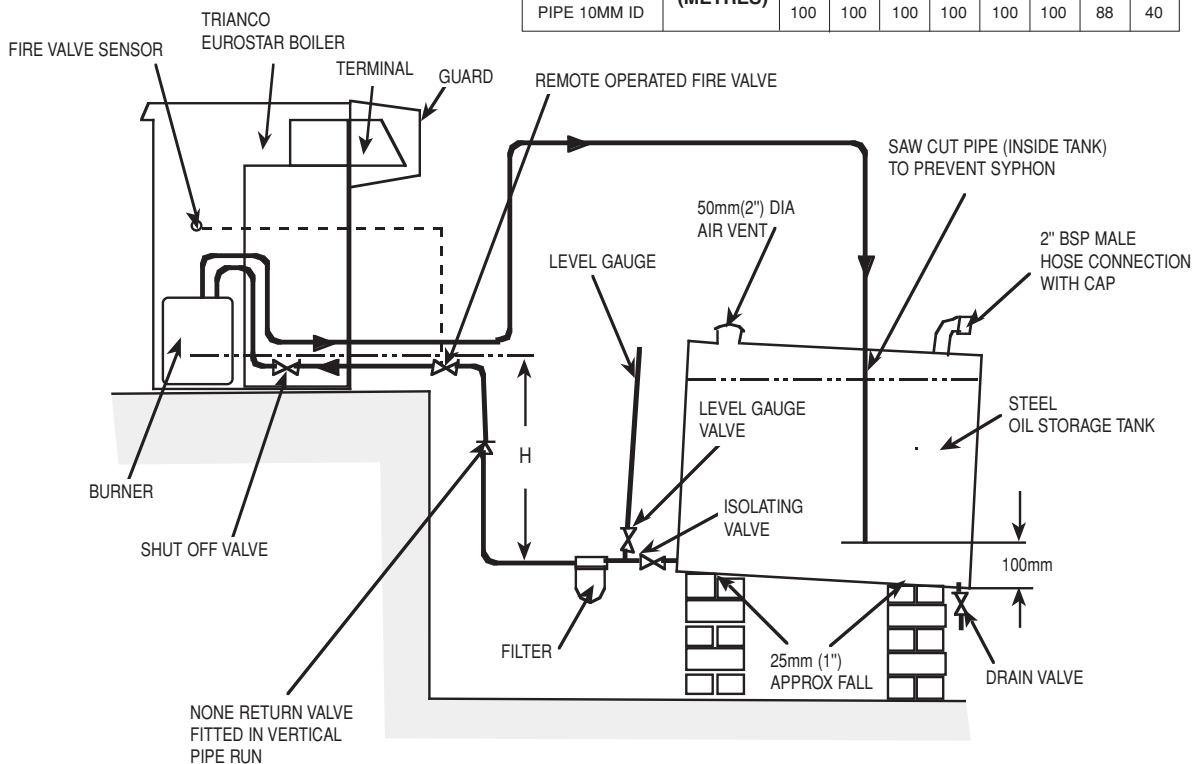 (METRES)
PIPE 10MM ID 100 100 100 100 100 100 88 40
TRIANCO
EUROSTAR BOILER
FIRE VALVE SENSOR
TERMINAL
GUARD
REMOTE OPERATED FIRE VALVE
SAW CUT PIPE (INSIDE TANK)
TO PREVENT SYPHON
50mm(2") DIA
AIR VENT
2" BSP MALE
HOSE CONNECTION
WITH CAP
LEVEL GAUGE
LEVEL GAUGE
VALVE
STEEL
OIL STORAGE TANK
H
BURNER
ISOLATING
VALVE
SHUT OFF VALVE
100mm
FILTER
25mm (1")
APPROX FALL
DRAIN VALVE
NONE RETURN VALVE
FITTED IN VERTICAL
PIPE RUN